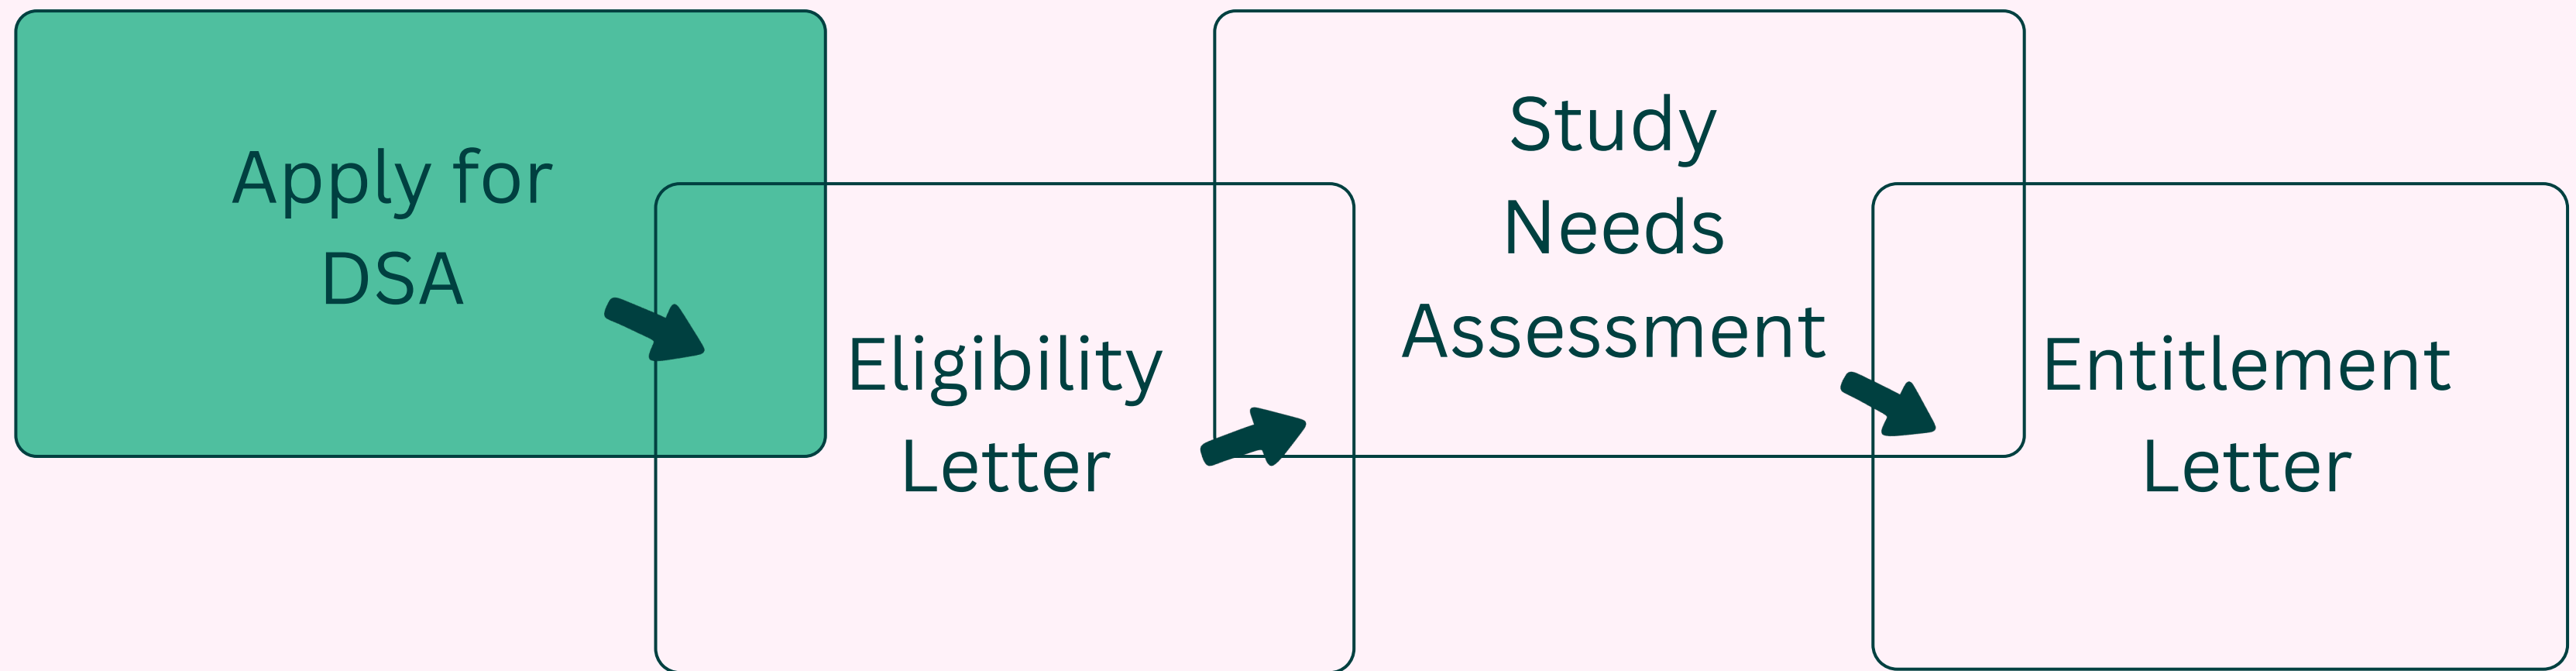 Apply for
DSA
Eligibility
Letter
Study
Needs
Assessment
Entitlement
Letter